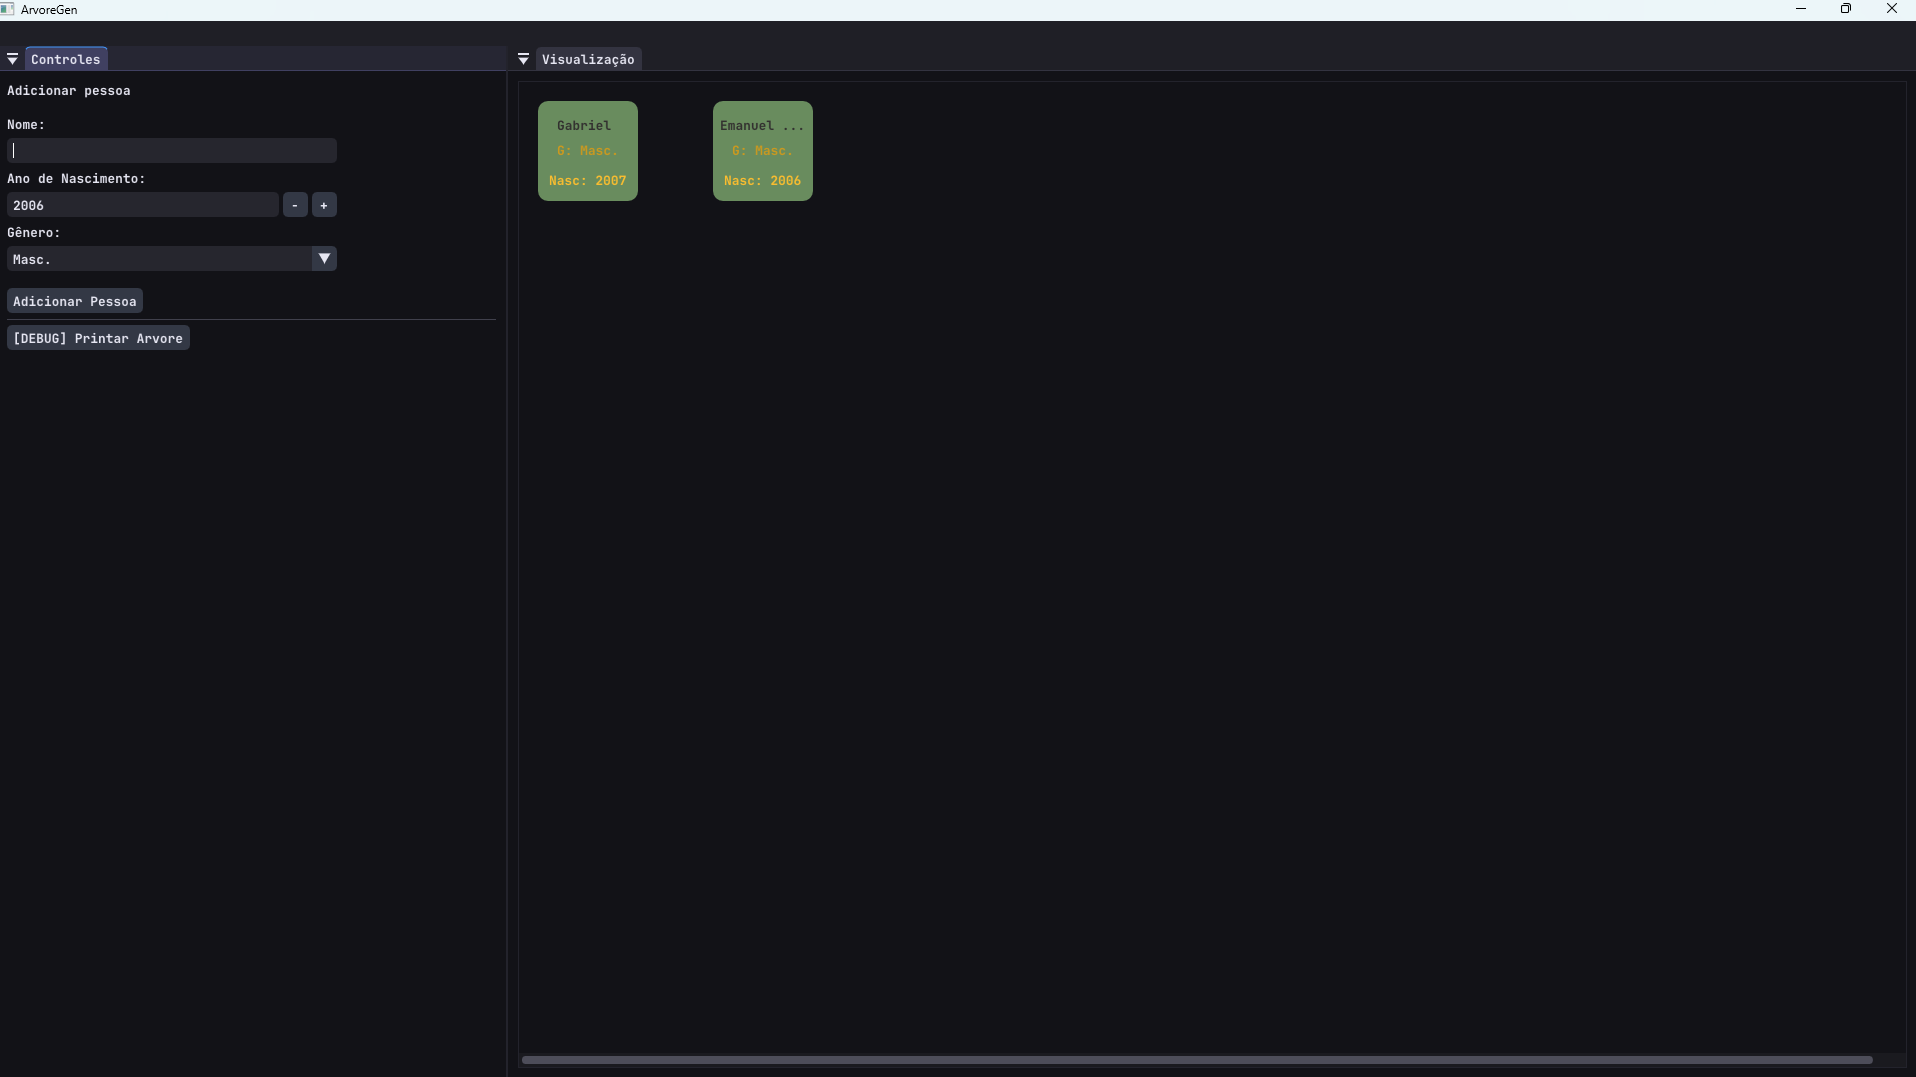 ArvoreGen
Controles
Adicionar pessoa
Nome:
Ano de Nascimento:
2006 - +
Gênero:
Masc.
Adicionar Pessoa
[DEBUG] Printar Arvore
Visualização
Gabriel
G: Masc.
Nasc: 2007
Emanuel ...
G: Masc.
Nasc: 2006